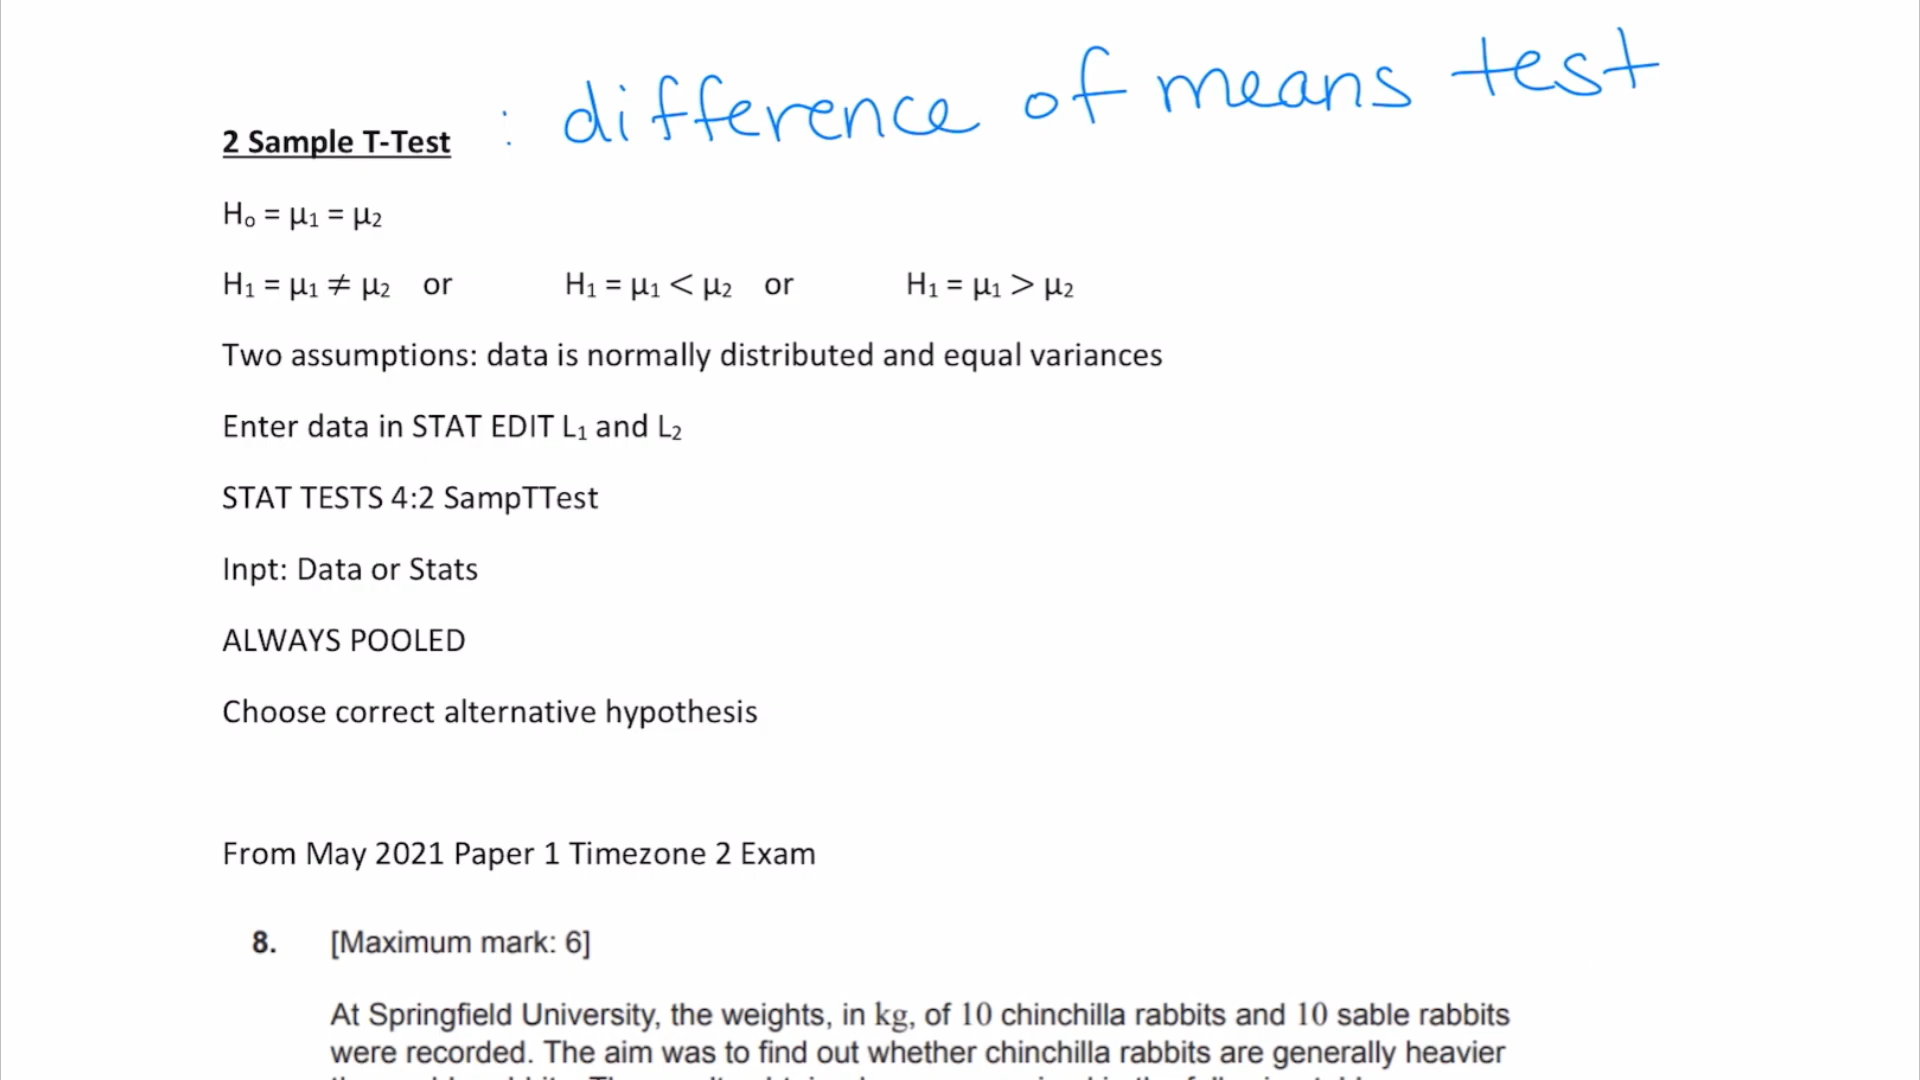 : difference of means test
2 Sample T-Test
Hₒ = μ₁ = μ₂
H₁ = μ₁ ≠ μ₂ or H₁ = μ₁ < μ₂ or H₁ = μ₁ > μ₂
Two assumptions: data is normally distributed and equal variances
Enter data in STAT EDIT L₁ and L₂
STAT TESTS 4:2 SampTTest
Inpt: Data or Stats
ALWAYS POOLED
Choose correct alternative hypothesis
From May 2021 Paper 1 Timezone 2 Exam
8. [Maximum mark: 6]
At Springfield University, the weights, in kg, of 10 chinchilla rabbits and 10 sable rabbits
were recorded. The aim was to find out whether chinchilla rabbits are generally heavier